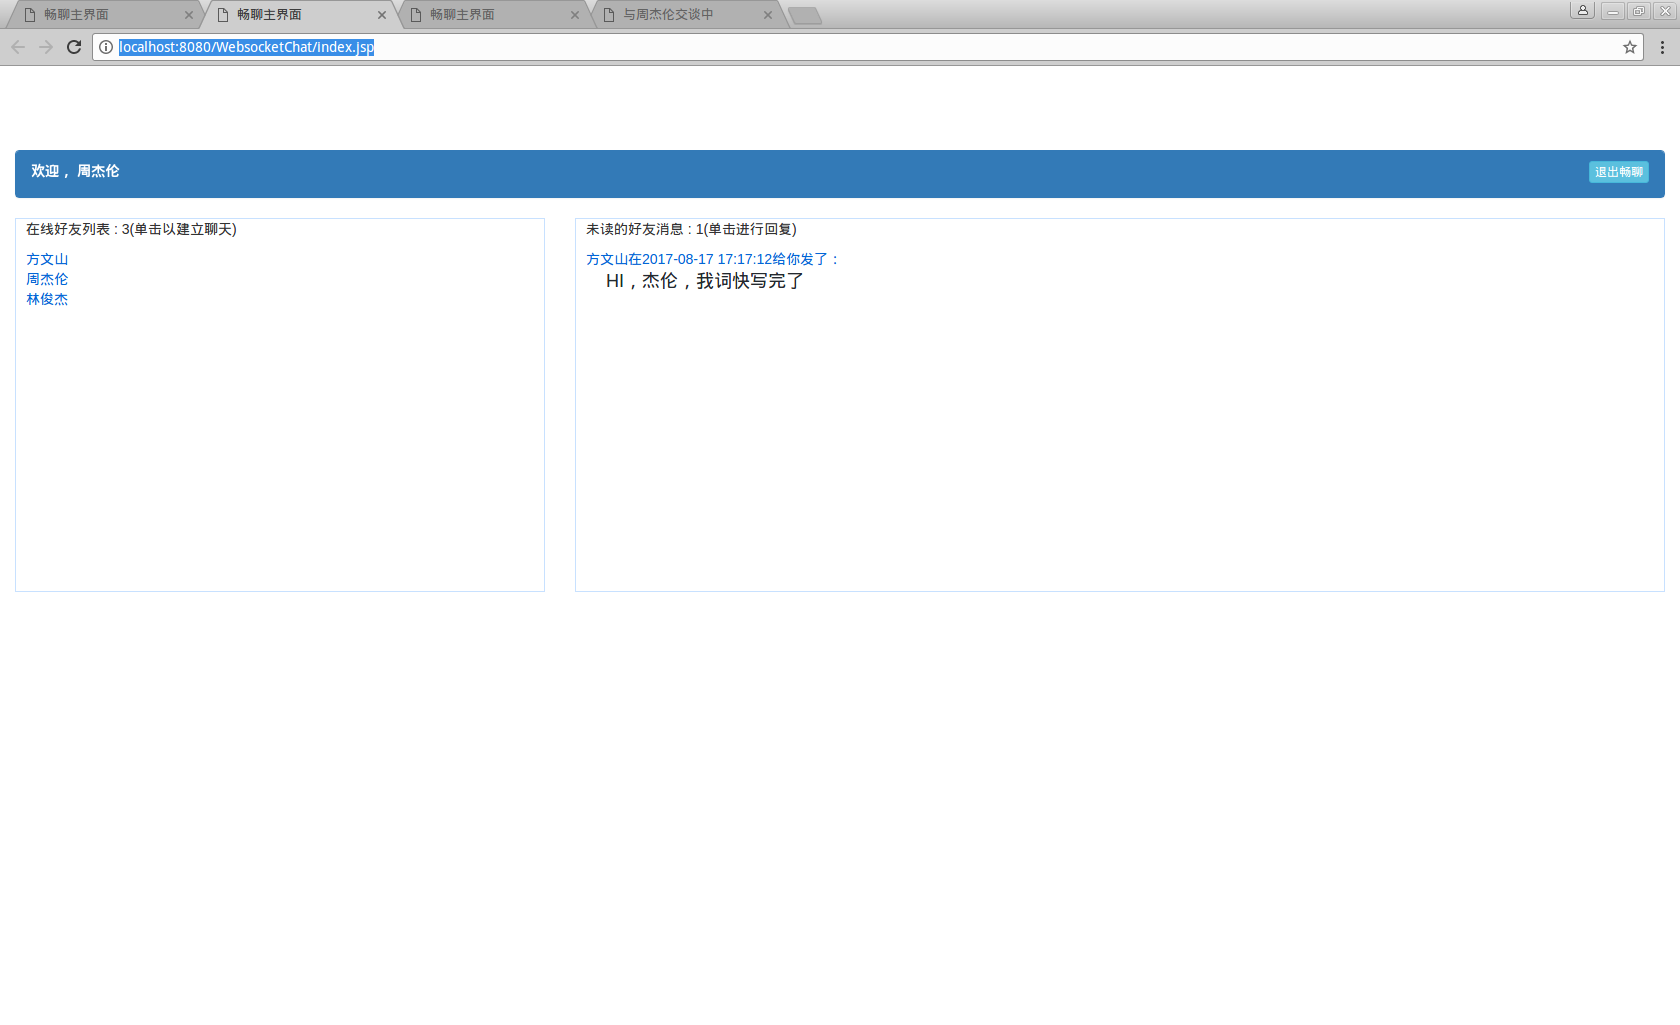 畅聊主界面
畅聊主界面
畅聊主界面
与周杰伦交谈中
localhost:8080/WebsocketChat/Index.jsp
欢迎， 周杰伦
退出畅聊
在线好友列表 : 3(单击以建立聊天)
方文山
周杰伦
林俊杰
未读的好友消息 : 1(单击进行回复)
方文山在2017-08-17 17:17:12给你发了：
HI，杰伦，我词快写完了